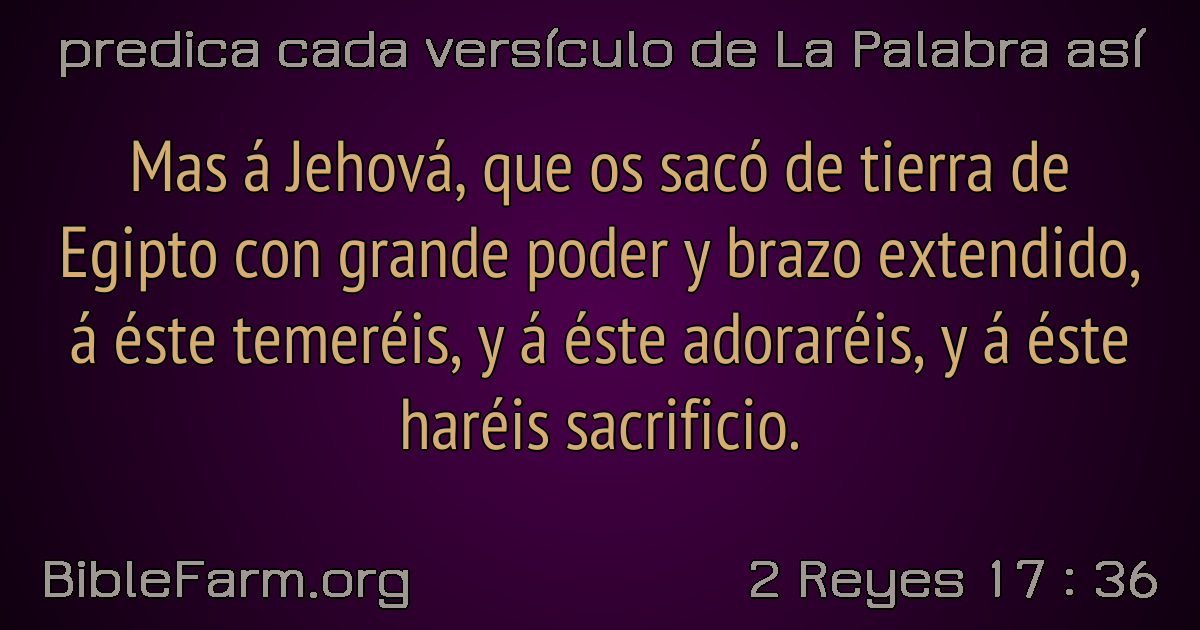 predica cada versículo de La Palabra así
Mas á Jehová, que os sacó de tierra de
Egipto con grande poder y brazo extendido,
á éste temeréis, y á éste adoraréis, y á éste
haréis sacrificio.
BibleFarm.org
2 Reyes 17 : 36